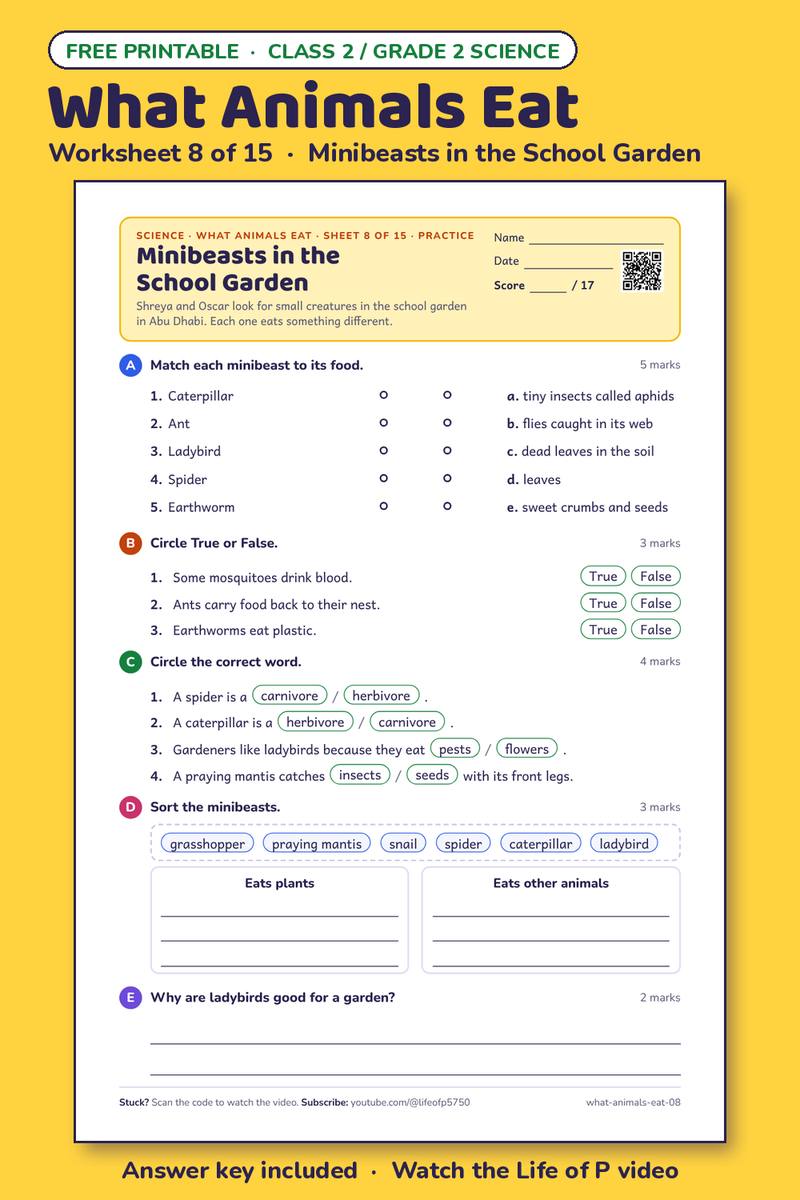 FREE PRINTABLE · CLASS 2 / GRADE 2 SCIENCE
What Animals Eat
Worksheet 8 of 15 · Minibeasts in the School Garden
SCIENCE · WHAT ANIMALS EAT · SHEET 8 OF 15 · PRACTICE
Minibeasts in the
School Garden
Shreya and Oscar look for small creatures in the school garden
in Abu Dhabi. Each one eats something different.
Name
Date
Score / 17
A Match each minibeast to its food. 5 marks
1. Caterpillar a. tiny insects called aphids
2. Ant b. flies caught in its web
3. Ladybird c. dead leaves in the soil
4. Spider d. leaves
5. Earthworm e. sweet crumbs and seeds
B Circle True or False. 3 marks
1. Some mosquitoes drink blood. True False
2. Ants carry food back to their nest. True False
3. Earthworms eat plastic. True False
C Circle the correct word. 4 marks
1. A spider is a carnivore / herbivore .
2. A caterpillar is a herbivore / carnivore .
3. Gardeners like ladybirds because they eat pests / flowers .
4. A praying mantis catches insects / seeds with its front legs.
D Sort the minibeasts. 3 marks
grasshopper praying mantis snail spider caterpillar ladybird
Eats plants Eats other animals
E Why are ladybirds good for a garden? 2 marks
Stuck? Scan the code to watch the video. Subscribe: youtube.com/@lifeofp5750 what-animals-eat-08
Answer key included · Watch the Life of P video